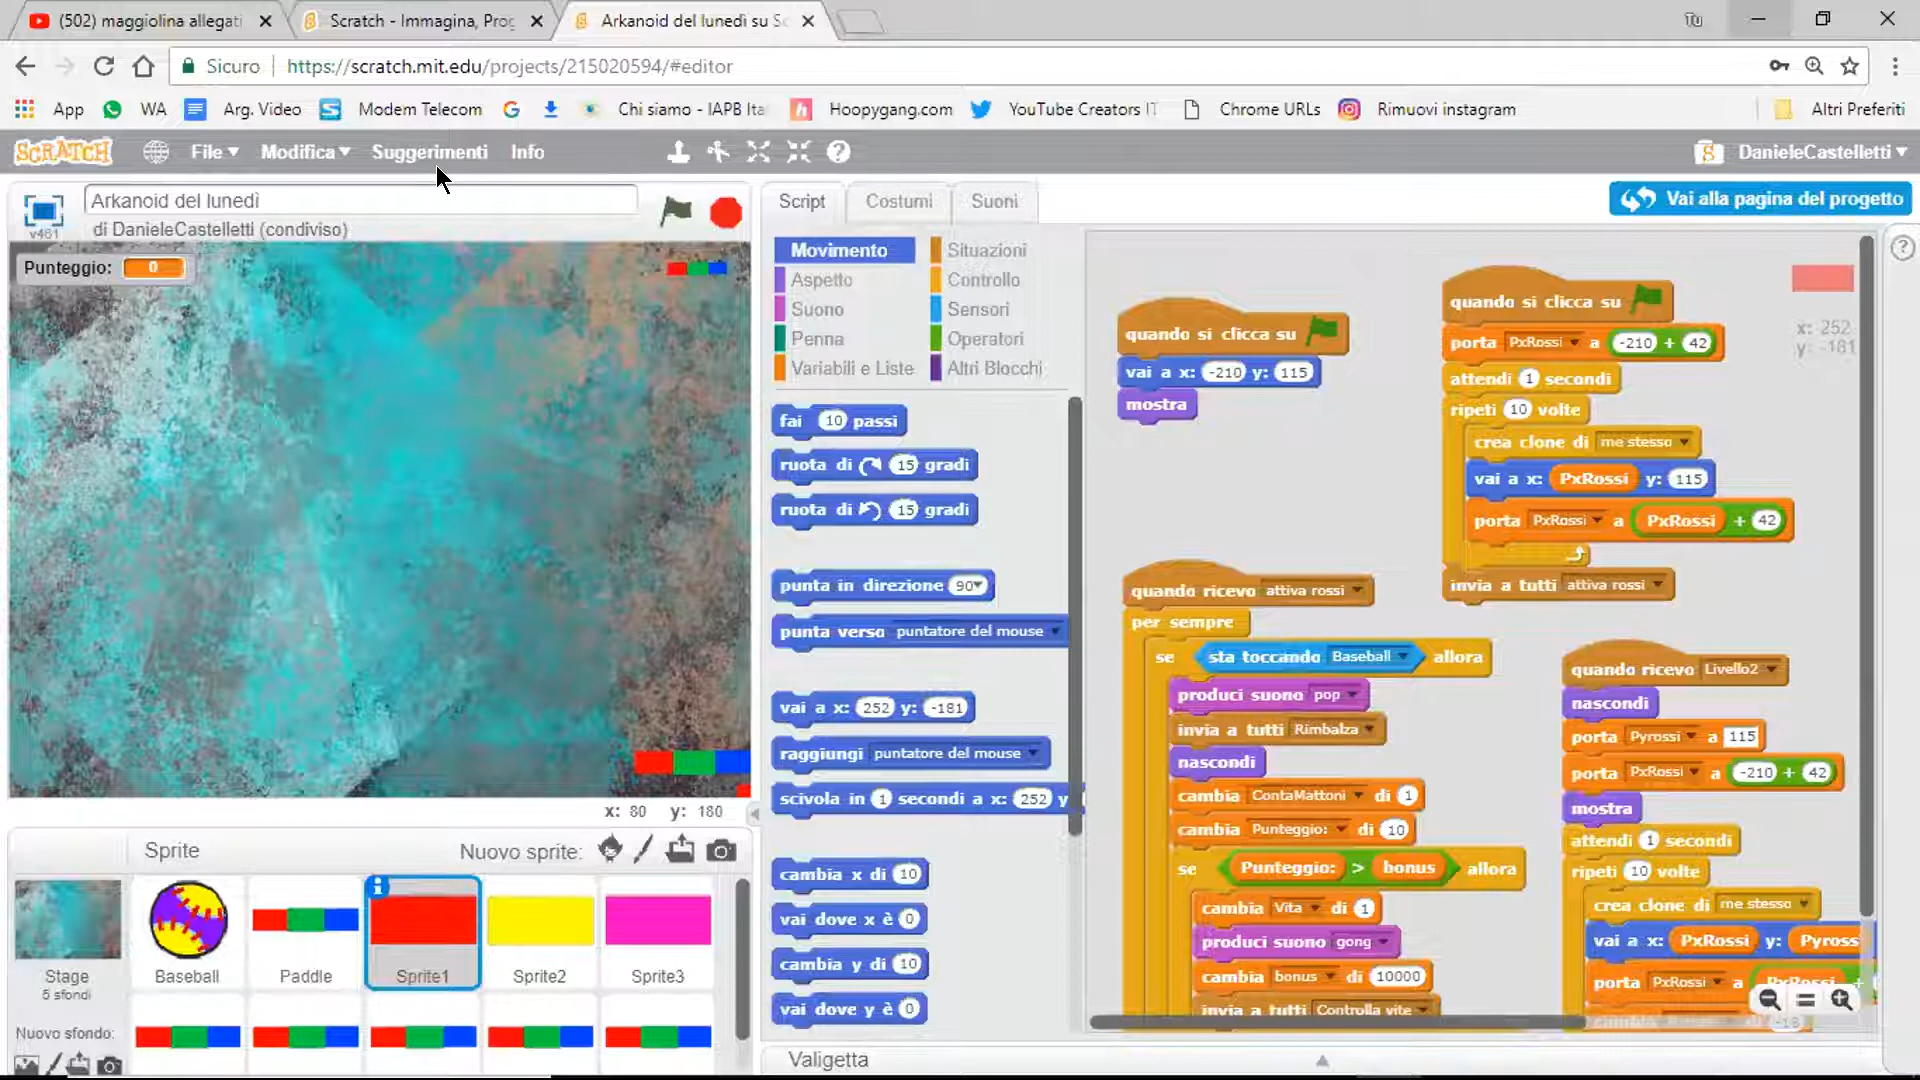 (502) maggiolina allegati
Scratch - Immagina, Prog
Arkanoid del lunedì su Sc
Tu
Sicuro
https://scratch.mit.edu/projects/215020594/#editor
App
WA
Arg. Video
Modem Telecom
Chi siamo - IAPB Ita
Hoopygang.com
YouTube Creators IT
Chrome URLs
Rimuovi instagram
Altri Preferiti
SCRATCH
File
Modifica
Suggerimenti
Info
DanieleCastelletti
Arkanoid del lunedì
di DanieleCastelletti (condiviso)
v461
Punteggio: 0
x: 80 y: 180
Script
Costumi
Suoni
Vai alla pagina del progetto
Movimento
Situazioni
Aspetto
Controllo
Suono
Sensori
Penna
Operatori
Variabili e Liste
Altri Blocchi
fai 10 passi
ruota di 15 gradi
ruota di 15 gradi
punta in direzione 90
punta verso puntatore del mouse
vai a x: 252 y: -181
raggiungi puntatore del mouse
scivola in 1 secondi a x: 252 y
cambia x di 10
vai dove x è 0
cambia y di 10
vai dove y è 0
quando si clicca su
vai a x: -210 y: 115
mostra
quando si clicca su
porta PxRossi a -210 + 42
attendi 1 secondi
ripeti 10 volte
crea clone di me stesso
vai a x: PxRossi y: 115
porta PxRossi a PxRossi + 42
invia a tutti attiva rossi
x: 252
y: -181
quando ricevo attiva rossi
per sempre
se sta toccando Baseball allora
produci suono pop
invia a tutti Rimbalza
nascondi
cambia ContaMattoni di 1
cambia Punteggio: di 10
se Punteggio: > bonus allora
cambia Vita di 1
produci suono gong
cambia bonus di 10000
invia a tutti Controlla vite
quando ricevo Livello2
nascondi
porta Pyrossi a 115
porta PxRossi a -210 + 42
mostra
attendi 1 secondi
ripeti 10 volte
crea clone di me stesso
vai a x: PxRossi y: Pyross
porta PxRossi a PxRossi +
Sprite
Nuovo sprite:
Stage
5 sfondi
Nuovo sfondo:
Baseball
Paddle
Sprite1
Sprite2
Sprite3
Valigetta